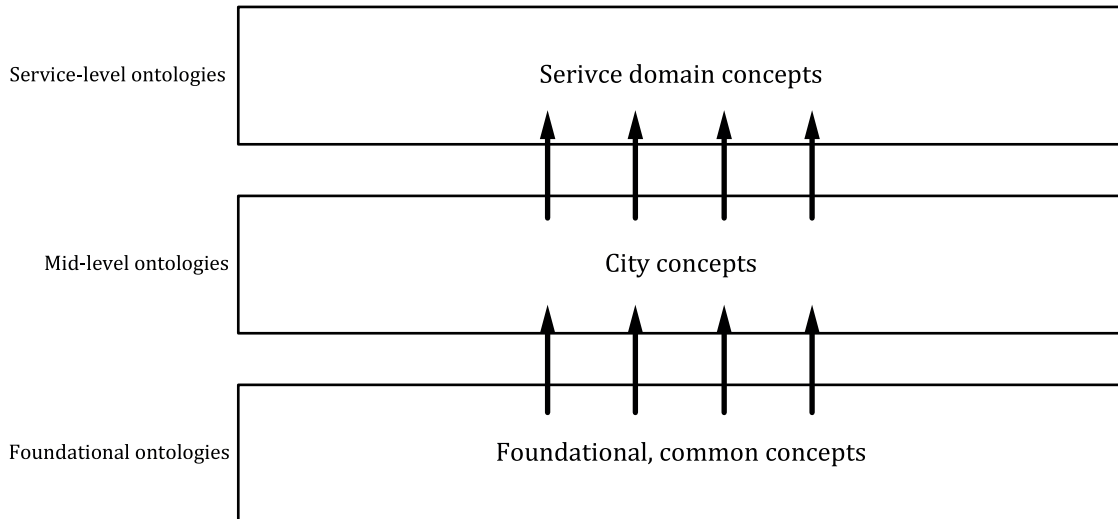 Service-level ontologies
Serivce domain concepts
Mid-level ontologies
City concepts
Foundational ontologies
Foundational, common concepts